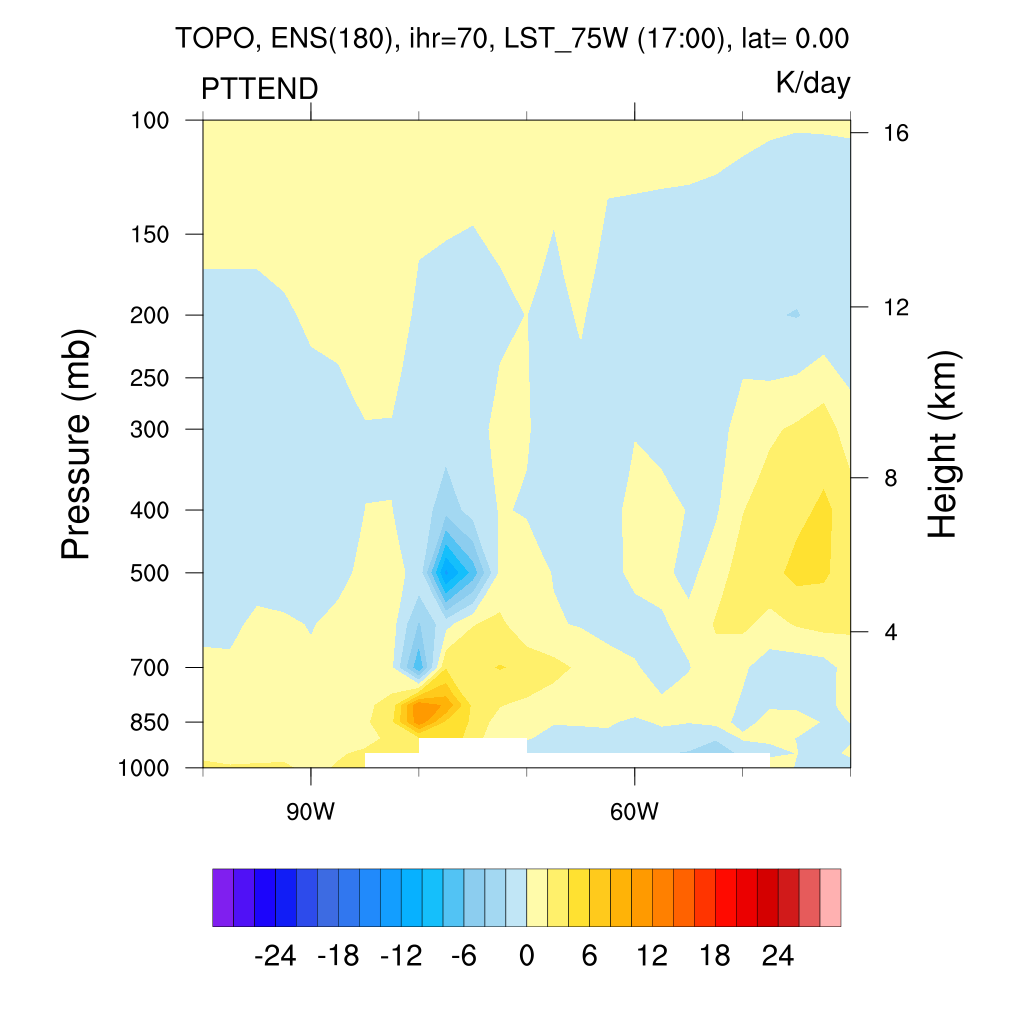 TOPO, ENS(180), ihr=70, LST_75W (17:00), lat= 0.00
PTTEND K/day
100
150
200
250
300
400
500
700
850
1000
Pressure (mb)
16
12
8
4
Height (km)
90W 60W
-24 -18 -12 -6 0 6 12 18 24